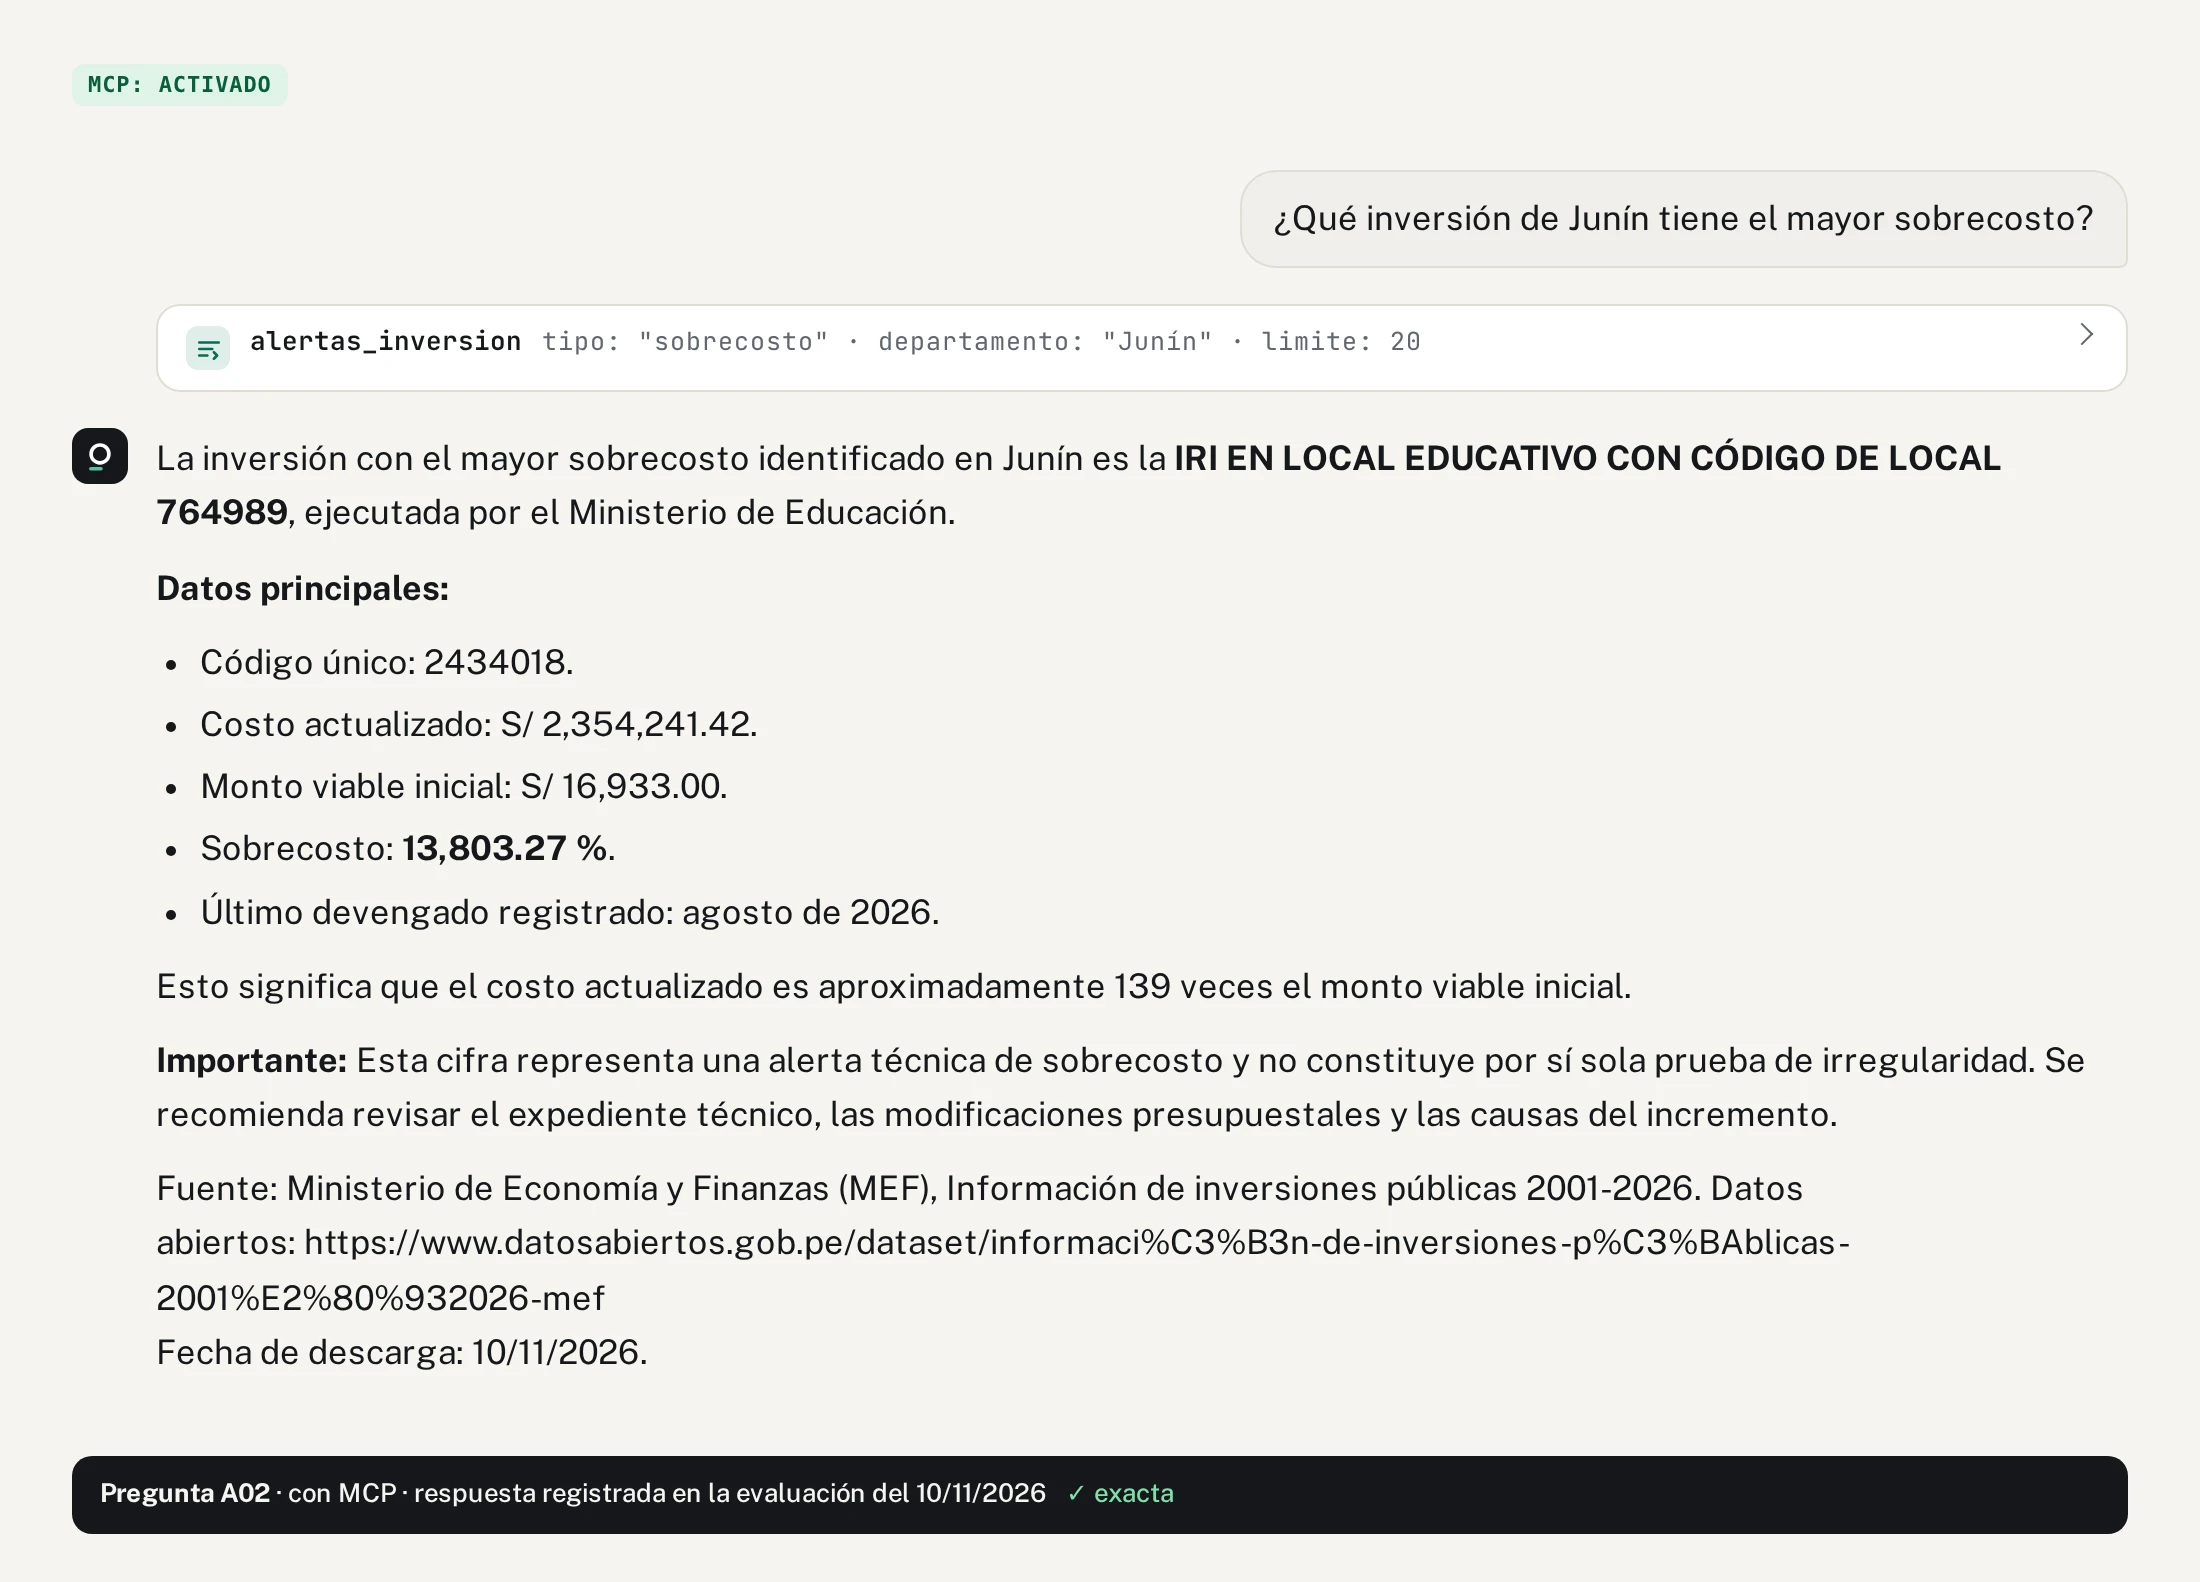 MCP: ACTIVADO
¿Qué inversión de Junín tiene el mayor sobrecosto?
alertas_inversion tipo: "sobrecosto" · departamento: "Junín" · limite: 20
La inversión con el mayor sobrecosto identificado en Junín es la IRI EN LOCAL EDUCATIVO CON CÓDIGO DE LOCAL
764989, ejecutada por el Ministerio de Educación.
Datos principales:
• Código único: 2434018.
• Costo actualizado: S/ 2,354,241.42.
• Monto viable inicial: S/ 16,933.00.
• Sobrecosto: 13,803.27 %.
• Último devengado registrado: agosto de 2026.
Esto significa que el costo actualizado es aproximadamente 139 veces el monto viable inicial.
Importante: Esta cifra representa una alerta técnica de sobrecosto y no constituye por sí sola prueba de irregularidad. Se
recomienda revisar el expediente técnico, las modificaciones presupuestales y las causas del incremento.
Fuente: Ministerio de Economía y Finanzas (MEF), Información de inversiones públicas 2001-2026. Datos
abiertos: https://www.datosabiertos.gob.pe/dataset/informaci%C3%B3n-de-inversiones-p%C3%BAblicas-
2001%E2%80%932026-mef
Fecha de descarga: 10/11/2026.
Pregunta A02 · con MCP · respuesta registrada en la evaluación del 10/11/2026 ✓ exacta